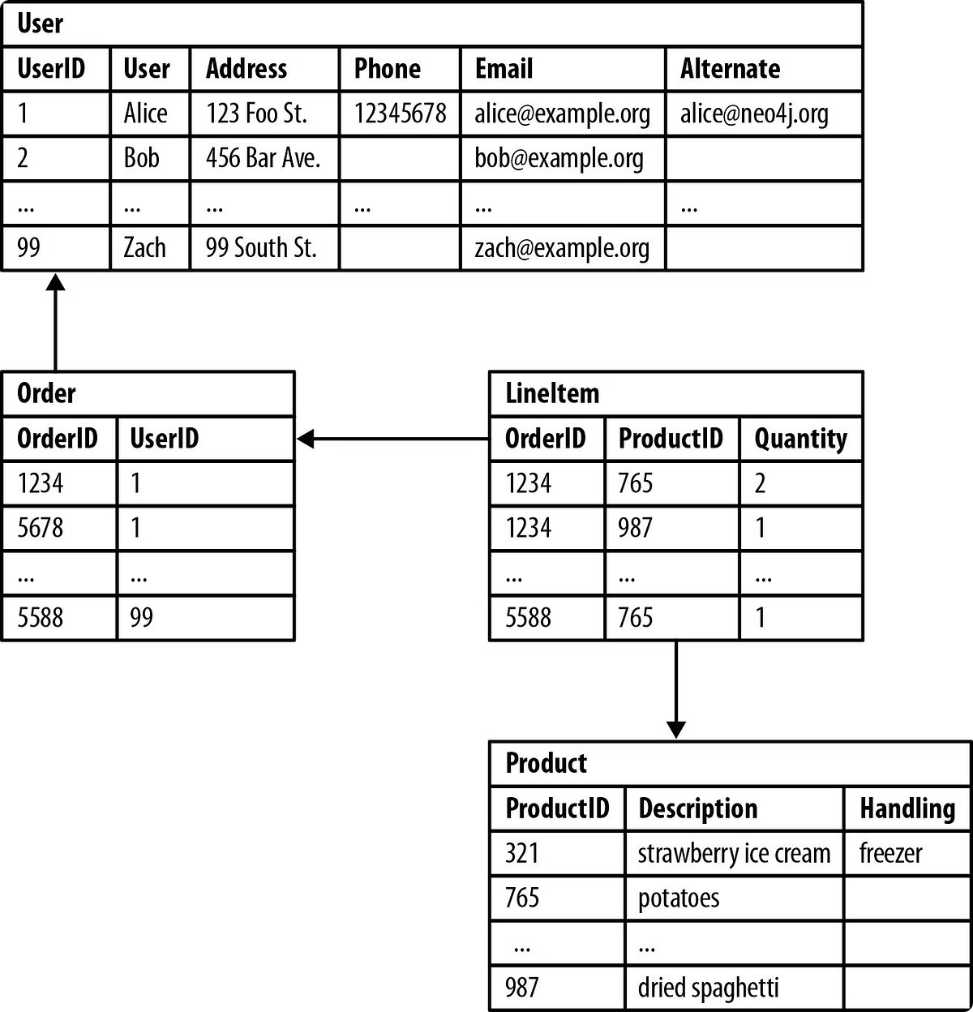 User
UserID User Address Phone Email Alternate
1 Alice 123 Foo St. 12345678 alice@example.org alice@neo4j.org
2 Bob 456 Bar Ave. bob@example.org
... ... ... ... ... ...
99 Zach 99 South St. zach@example.org
Order
OrderID UserID
1234 1
5678 1
... ...
5588 99
LineItem
OrderID ProductID Quantity
1234 765 2
1234 987 1
... ... ...
5588 765 1
Product
ProductID Description Handling
321 strawberry ice cream freezer
765 potatoes
... ...
987 dried spaghetti